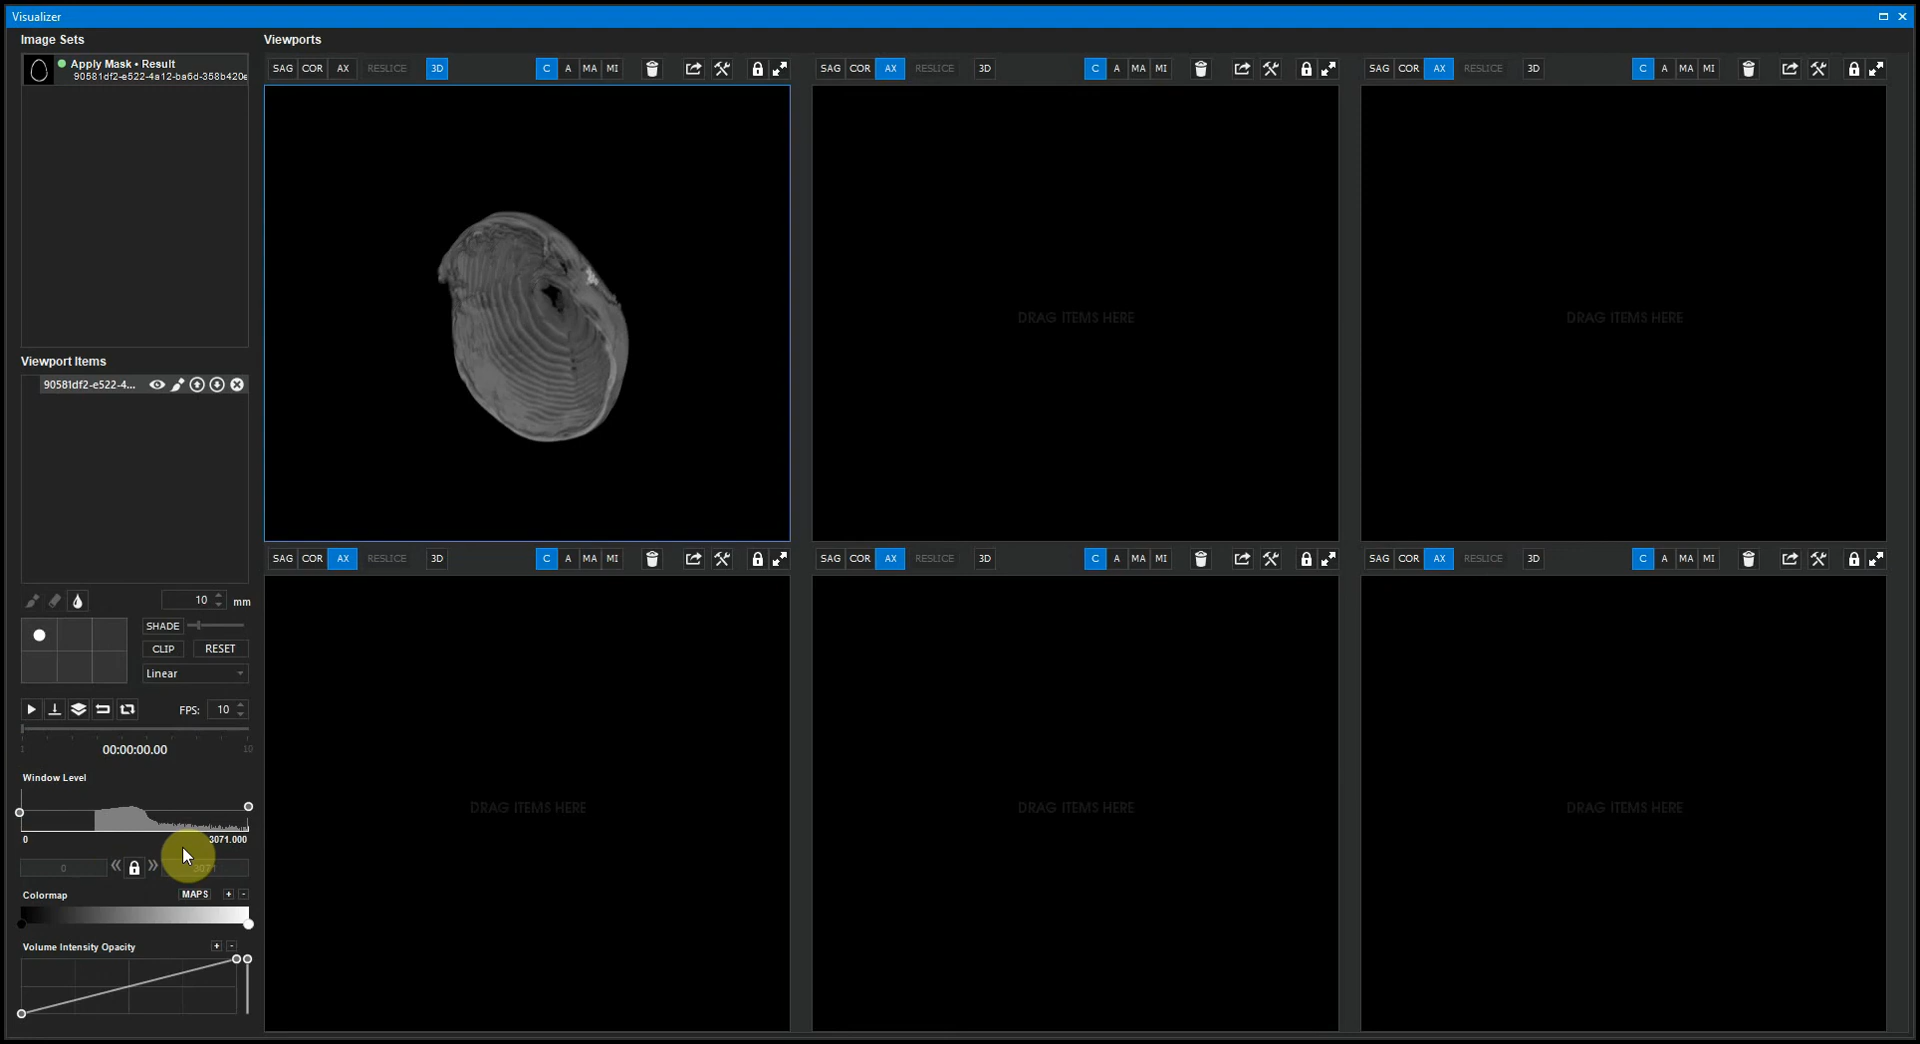 Visualizer
Image Sets
Viewports
Apply Mask • Result
90581df2-e522-4a12-ba6d-358b420e
SAG COR AX RESLICE 3D C A MA MI
SAG COR AX RESLICE 3D C A MA MI
SAG COR AX RESLICE 3D C A MA MI
DRAG ITEMS HERE
DRAG ITEMS HERE
Viewport Items
90581df2-e522-4...
SAG COR AX RESLICE 3D C A MA MI
SAG COR AX RESLICE 3D C A MA MI
SAG COR AX RESLICE 3D C A MA MI
10 mm
SHADE
CLIP RESET
Linear
FPS: 10
1 00:00:00.00 10
Window Level
0 3071.000
0 3071
Colormap MAPS + -
Volume Intensity Opacity + -
DRAG ITEMS HERE
DRAG ITEMS HERE
DRAG ITEMS HERE